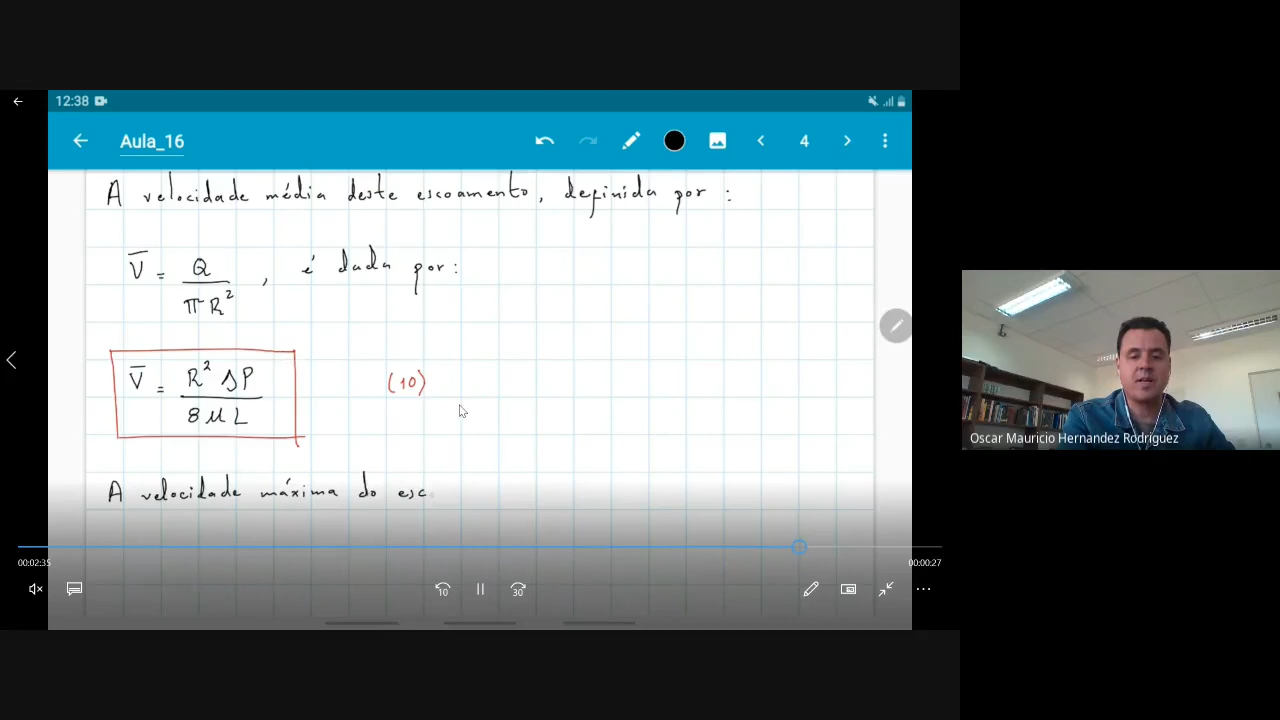 12:38
Aula_16
4
A velocidade média deste escoamento, definida por :
V̅ = Q / πR² , é dada por :
V̅ = R² ΔP / 8 μ L (10)
A velocidade máxima do esc
Oscar Mauricio Hernandez Rodriguez
00:02:35
00:00:27
10
30